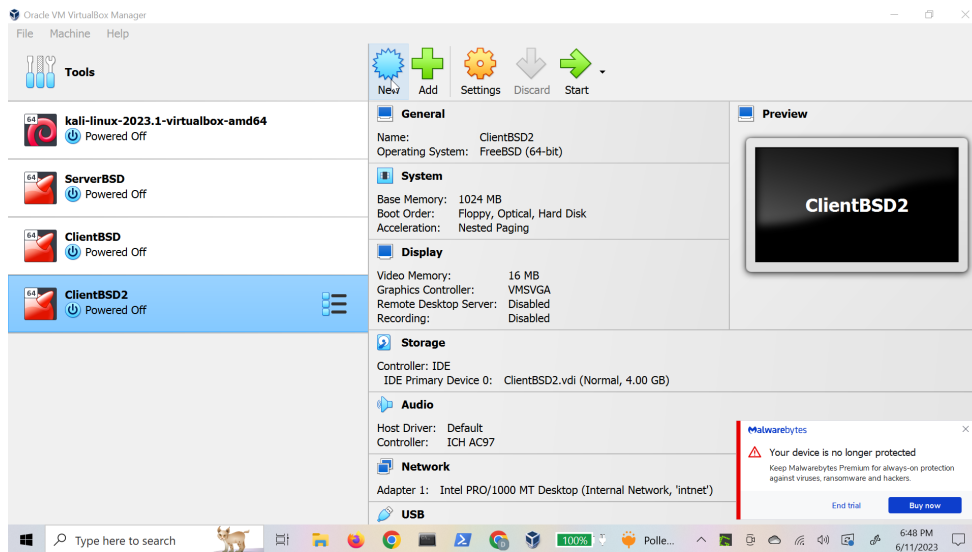 Oracle VM VirtualBox Manager
File Machine Help
Tools
New Add Settings Discard Start
64 kali-linux-2023.1-virtualbox-amd64
Powered Off
64 ServerBSD
Powered Off
64 ClientBSD
Powered Off
64 ClientBSD2
Powered Off
General
Name: ClientBSD2
Operating System: FreeBSD (64-bit)
System
Base Memory: 1024 MB
Boot Order: Floppy, Optical, Hard Disk
Acceleration: Nested Paging
Display
Video Memory: 16 MB
Graphics Controller: VMSVGA
Remote Desktop Server: Disabled
Recording: Disabled
Storage
Controller: IDE
IDE Primary Device 0: ClientBSD2.vdi (Normal, 4.00 GB)
Audio
Host Driver: Default
Controller: ICH AC97
Network
Adapter 1: Intel PRO/1000 MT Desktop (Internal Network, 'intnet')
USB
Preview
ClientBSD2
Malwarebytes
Your device is no longer protected
Keep Malwarebytes Premium for always-on protection
against viruses, ransomware and hackers.
End trial Buy now
Type here to search
100%
Polle...
6:48 PM
6/11/2023